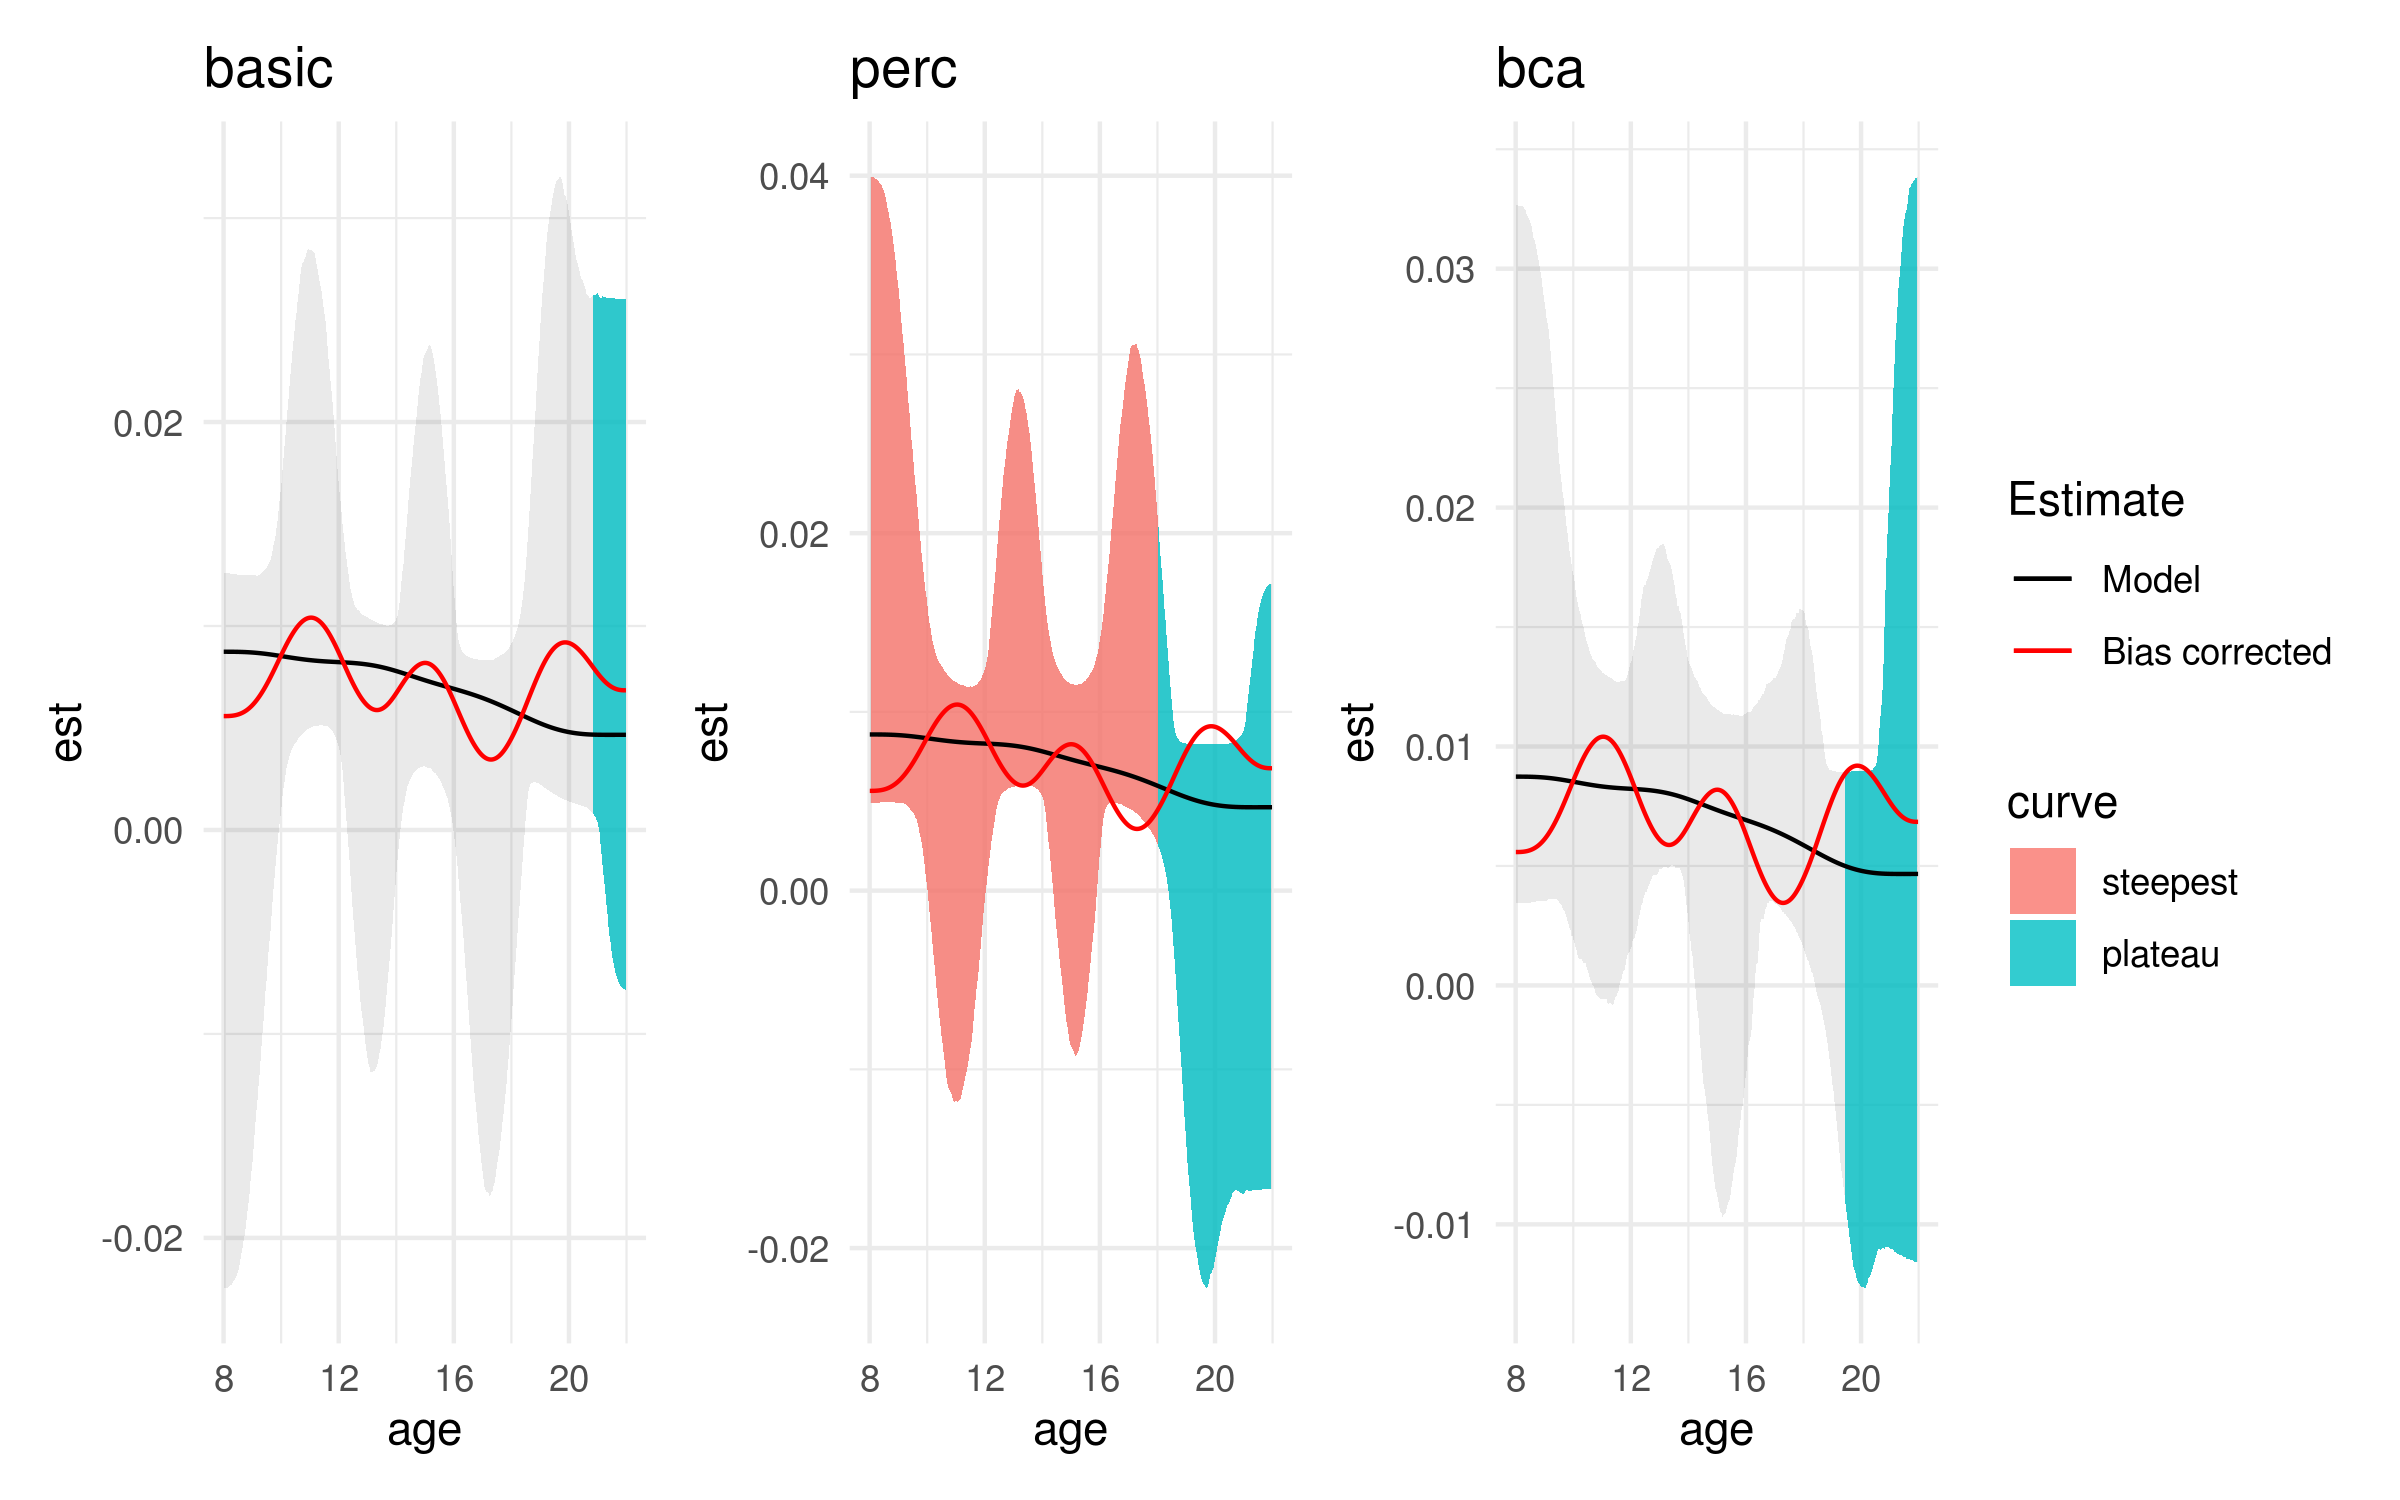 basic
perc
bca
0.02
0.00
-0.02
est
8 12 16 20
age
0.04
0.02
0.00
-0.02
est
8 12 16 20
age
0.03
0.02
0.01
0.00
-0.01
est
8 12 16 20
age
Estimate
Model
Bias corrected
curve
steepest
plateau